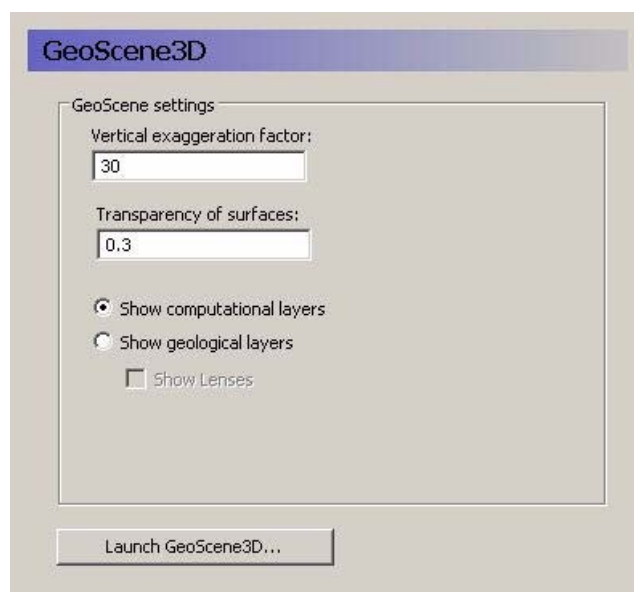 GeoScene3D
GeoScene settings
Vertical exaggeration factor:
30
Transparency of surfaces:
0.3
Show computational layers
Show geological layers
Show Lenses
Launch GeoScene3D...